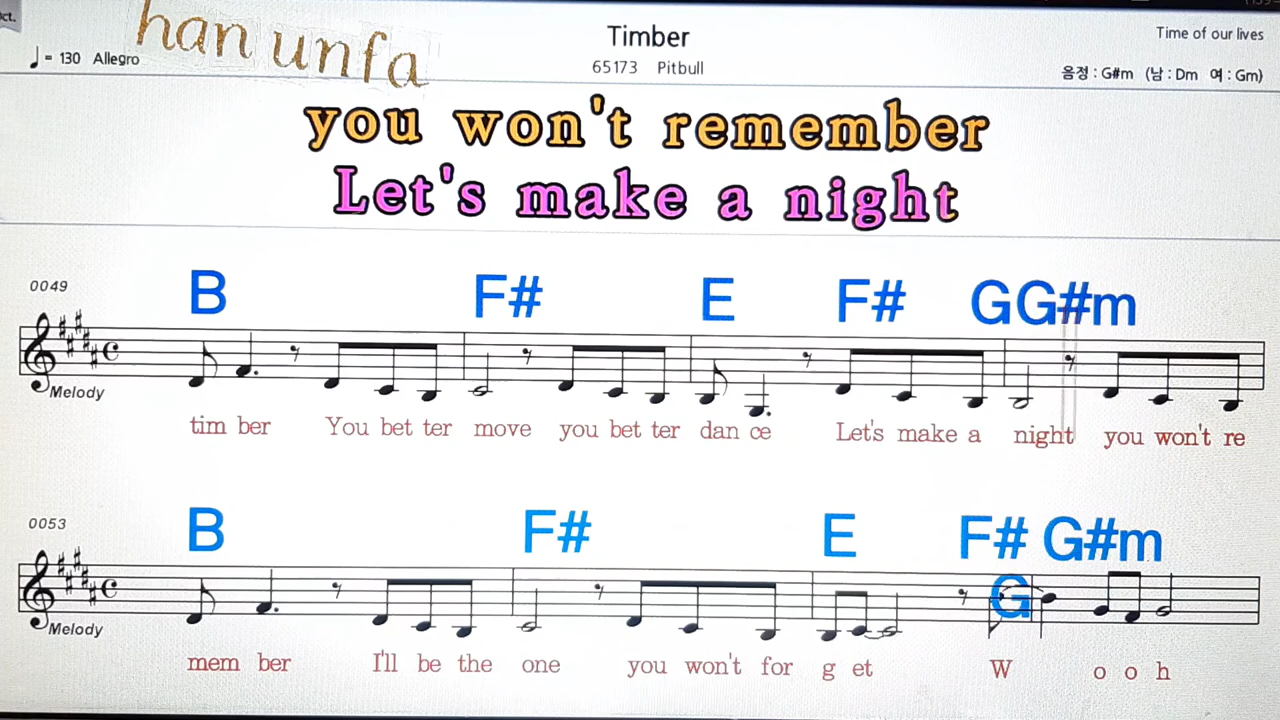 han unfa
Timber
Time of our lives
♩= 130 Allegro
65173 Pitbull
음정 : G#m (남 : Dm 여 : Gm)
you won't remember
Let's make a night
0049
B F# E F# GG#m
Melody
tim ber You bet ter move you bet ter dan ce Let's make a night you won't re
0053
B F# E F# G#m
G
Melody
mem ber I'll be the one you won't for g et W o o h